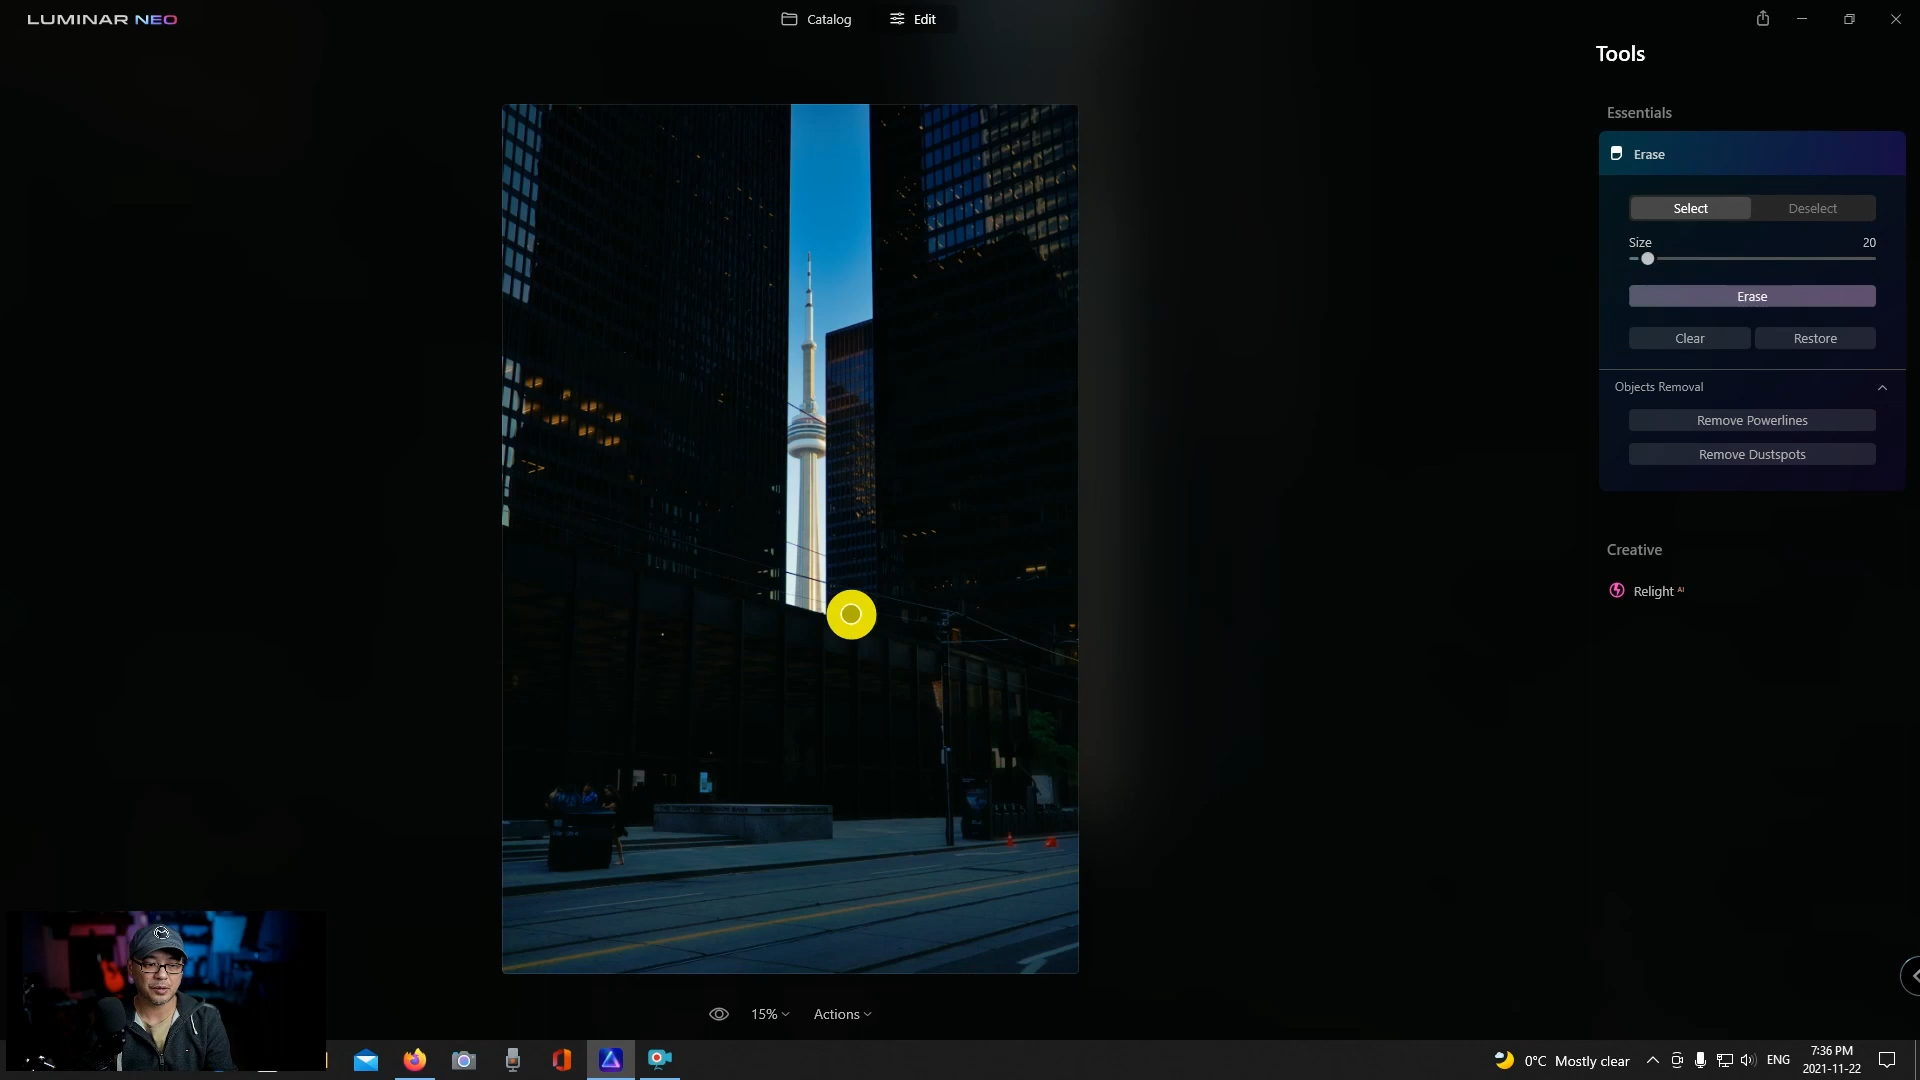 LUMINAR NEO
Catalog
Edit
Tools
Essentials
Erase
Select
Deselect
Size
20
Erase
Clear
Restore
Objects Removal
Remove Powerlines
Remove Dustspots
Creative
Relight AI
15%
Actions
0°C Mostly clear
ENG
7:36 PM
2021-11-22